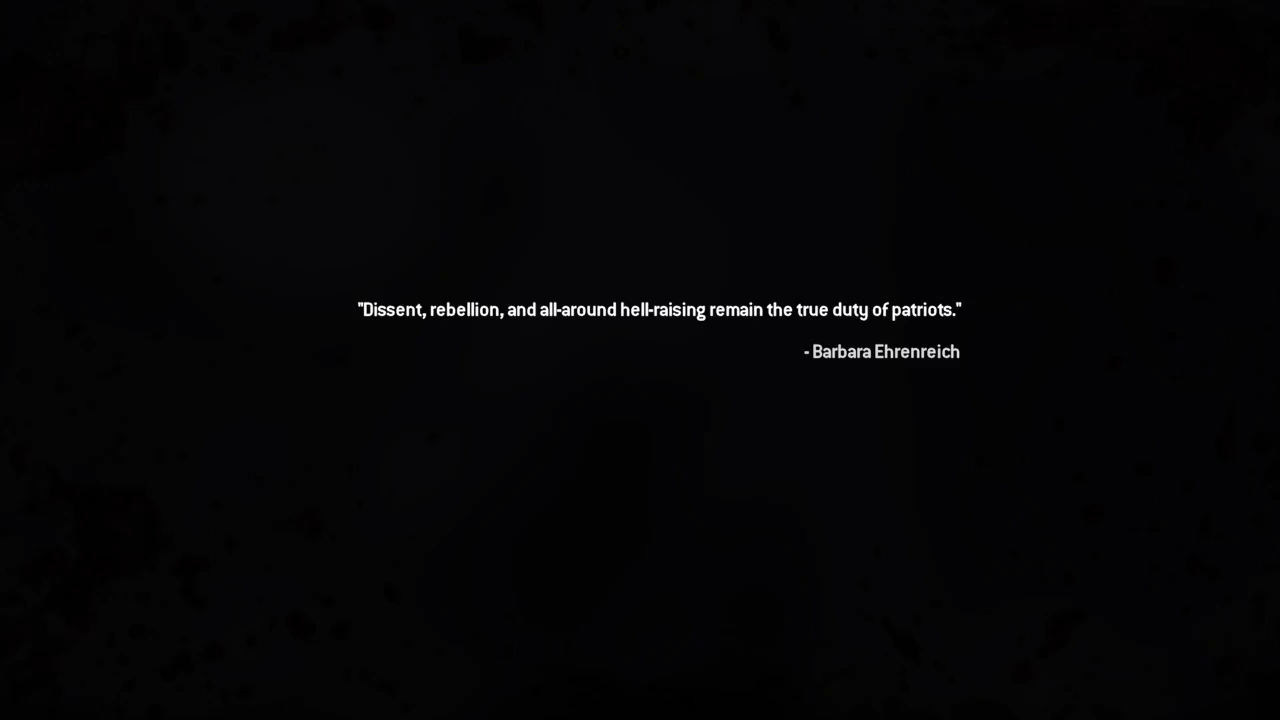 "Dissent, rebellion, and all-around hell-raising remain the true duty of patriots."
- Barbara Ehrenreich